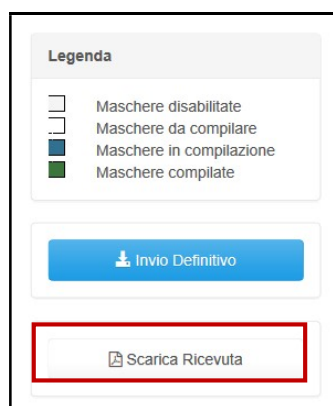 Legenda
Maschere disabilitate
Maschere da compilare
Maschere in compilazione
Maschere compilate
Invio Definitivo
Scarica Ricevuta